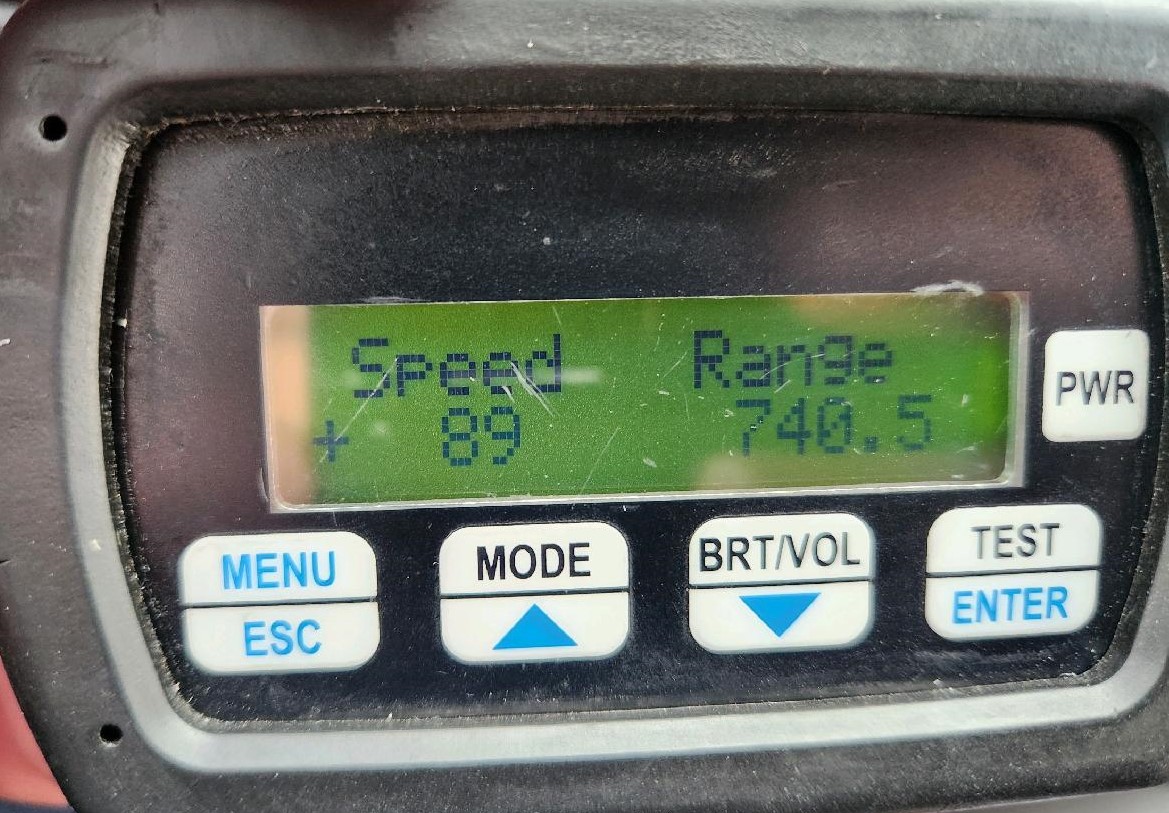 Speed Range
+ 89 740.5
PWR
MENU MODE BRT/VOL TEST
ESC ENTER